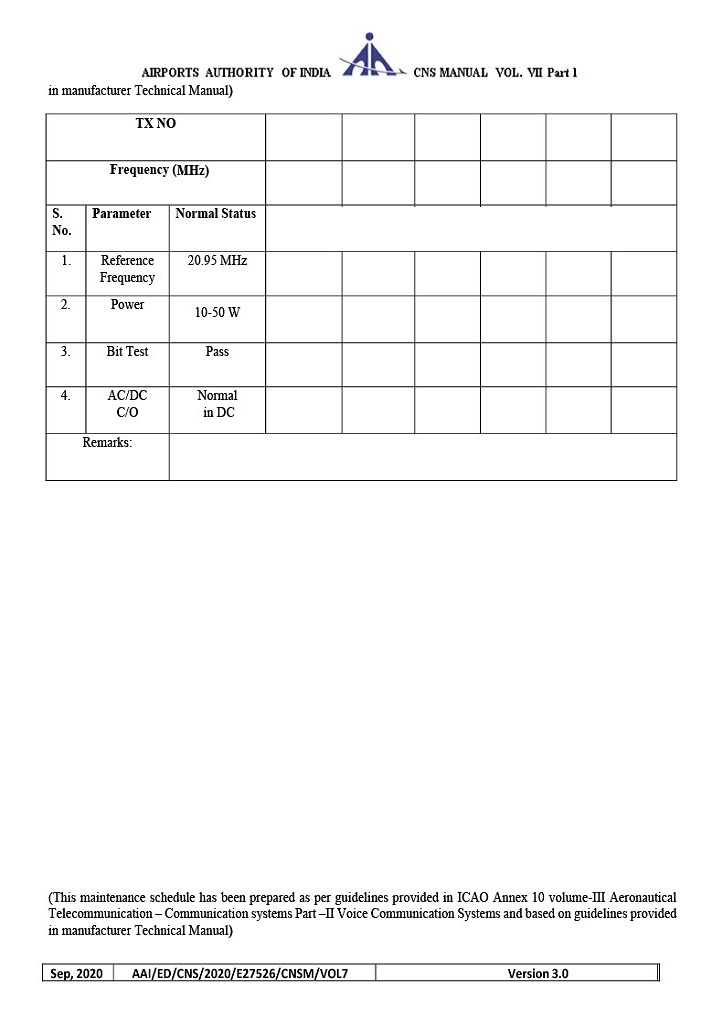 AIRPORTS AUTHORITY OF INDIA CNS MANUAL VOL. VII Part 1
in manufacturer Technical Manual)
TX NO
Frequency (MHz)
S. No. Parameter Normal Status
1. Reference Frequency 20.95 MHz
2. Power 10-50 W
3. Bit Test Pass
4. AC/DC C/O Normal in DC
Remarks:
(This maintenance schedule has been prepared as per guidelines provided in ICAO Annex 10 volume-III Aeronautical
Telecommunication – Communication systems Part –II Voice Communication Systems and based on guidelines provided
in manufacturer Technical Manual)
Sep, 2020 AAI/ED/CNS/2020/E27526/CNSM/VOL7 Version 3.0